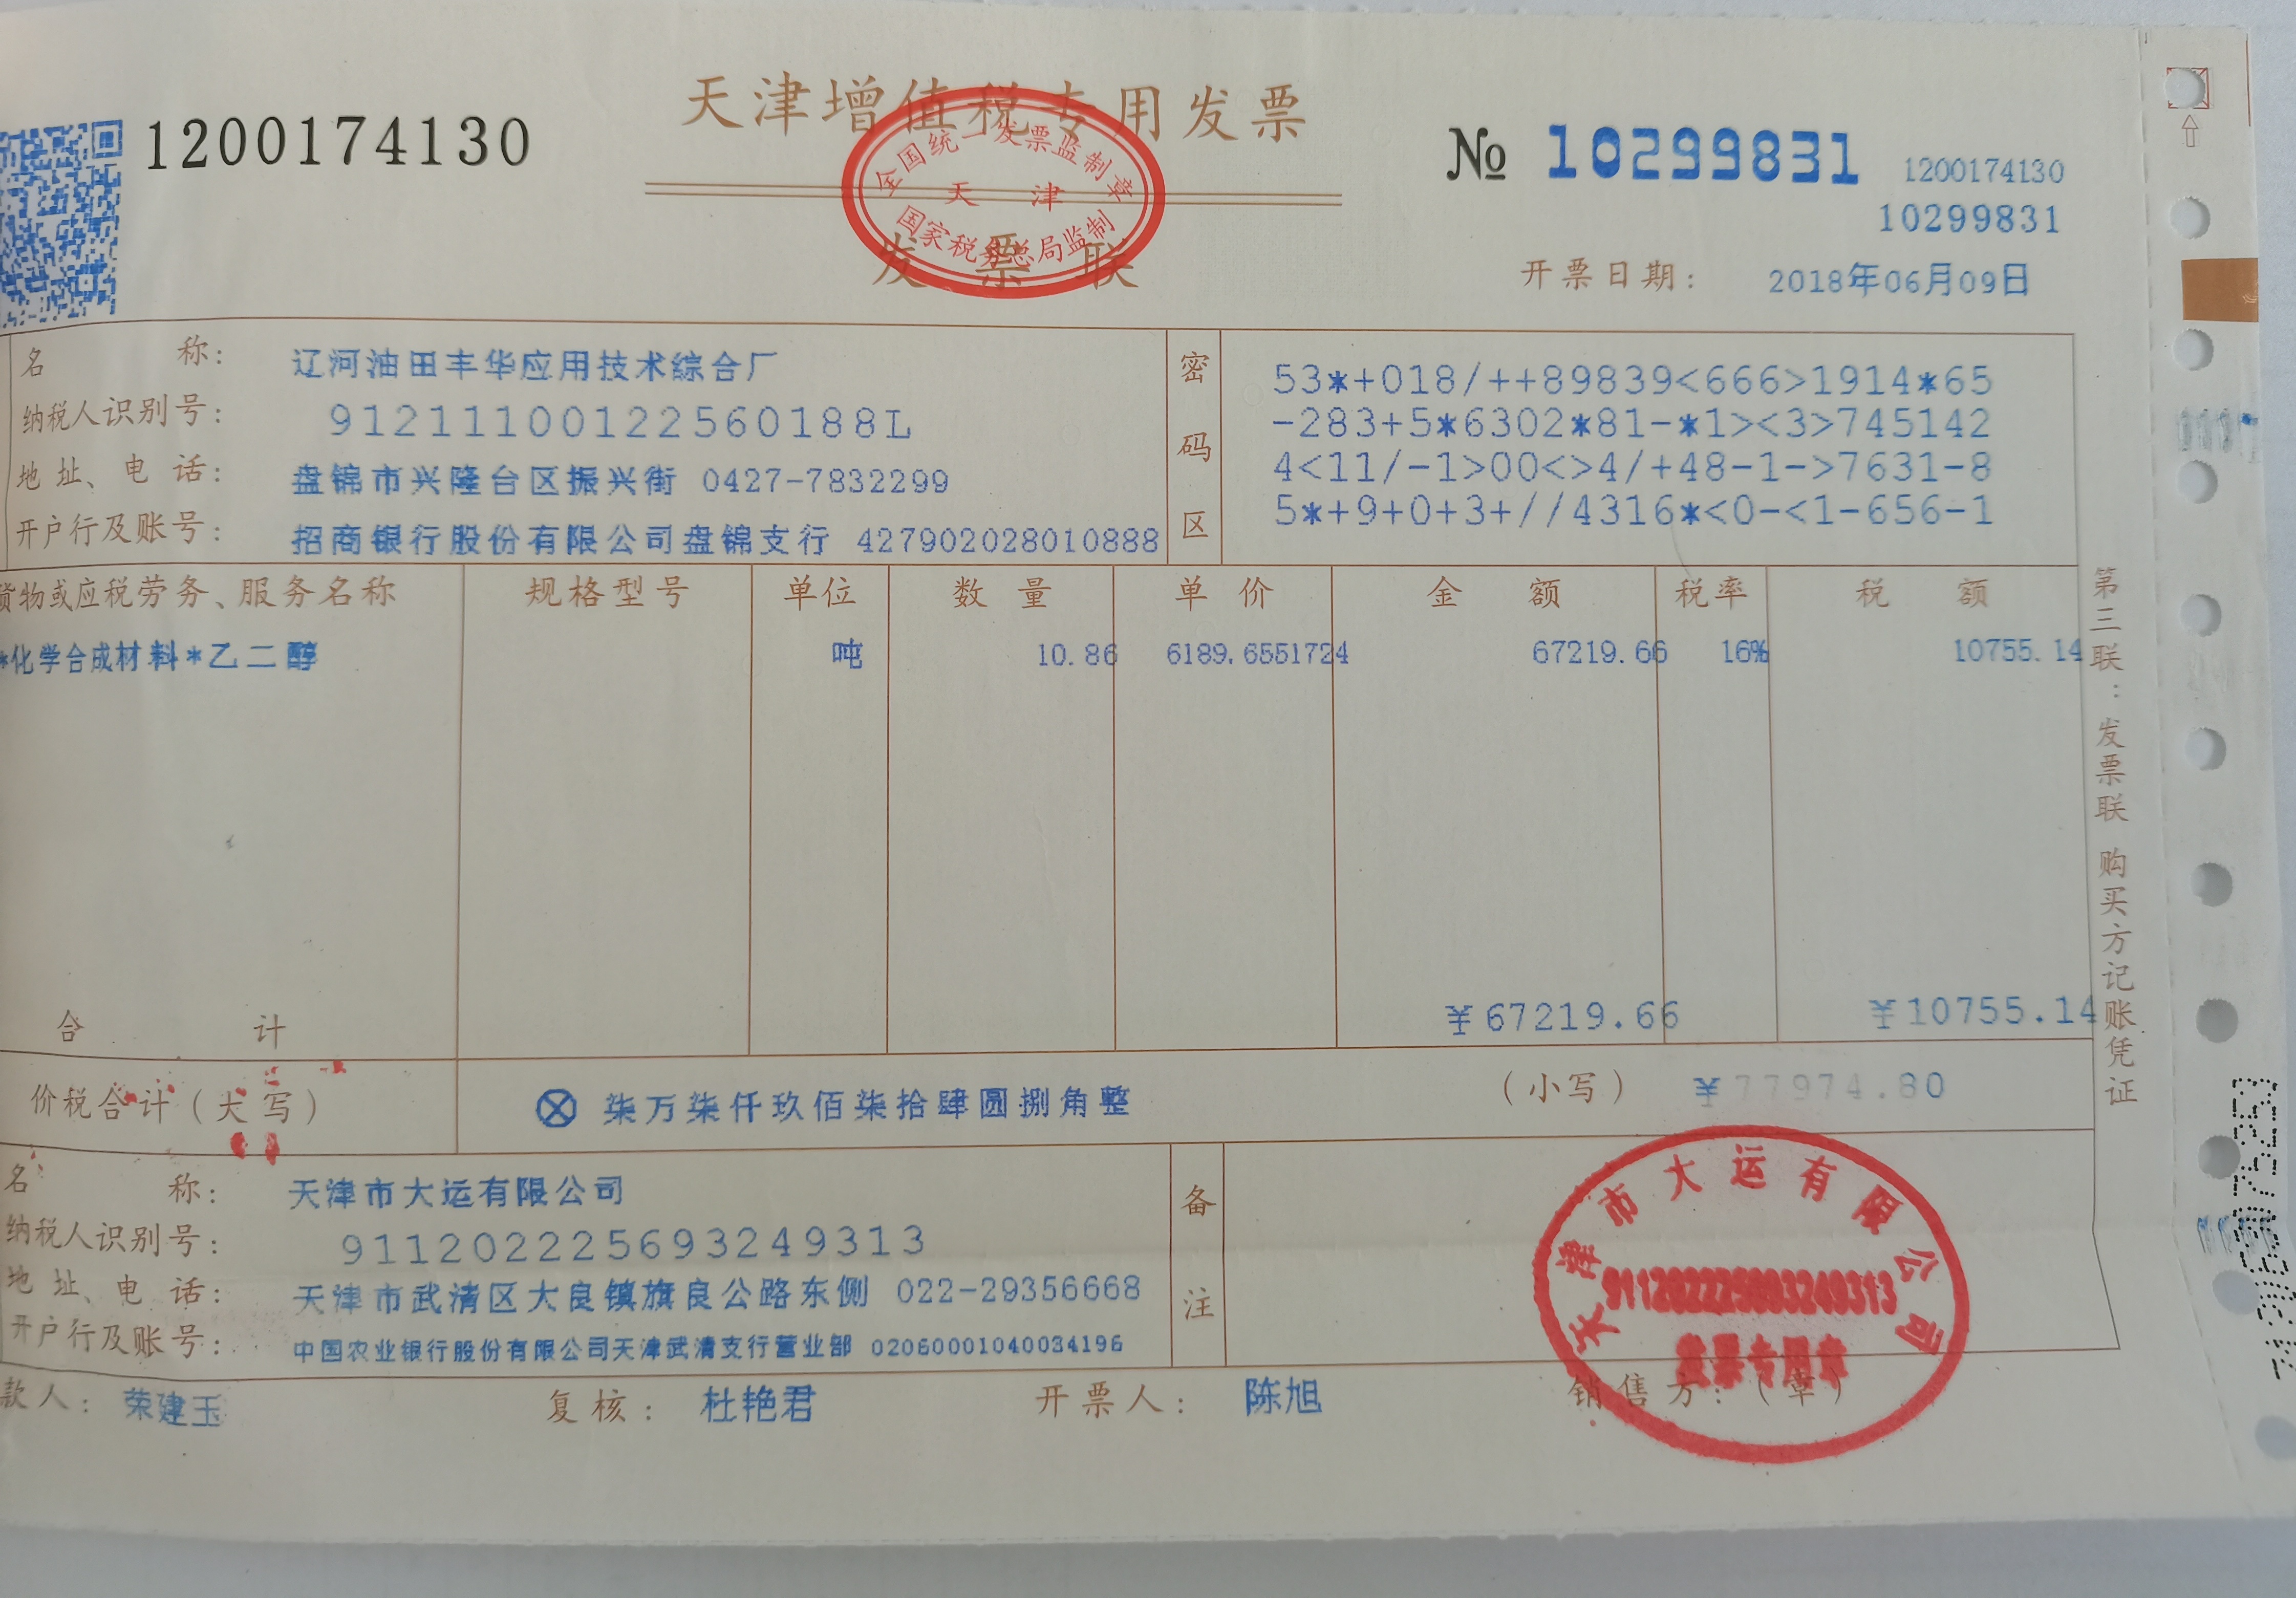 天津增值税专用发票
1200174130
№ 10299831
1200174130
10299831
全国统一发票监制章
天 津
国家税务总局监制
发 票 联
开票日期： 2018年06月09日
名 称： 辽河油田丰华应用技术综合厂
纳税人识别号： 91211100122560188L
地 址、电 话： 盘锦市兴隆台区振兴街 0427-7832299
开户行及账号： 招商银行股份有限公司盘锦支行 427902028010888
密码区
53*+018/++89839<666>1914*65
-283+5*6302*81-*1><3>745142
4<11/-1>00<>4/+48-1->7631-8
5*+9+0+3+//4316*<0-<1-656-1
货物或应税劳务、服务名称 规格型号 单位 数 量 单 价 金 额 税率 税 额
*化学合成材料*乙二醇 吨 10.86 6189.6551724 67219.66 16% 10755.14
合 计 ￥67219.66 ￥10755.14
价税合计（大写） ⊗ 柒万柒仟玖佰柒拾肆圆捌角整 （小写） ￥77974.80
名 称： 天津市大运有限公司
纳税人识别号： 911202225693249313
地 址、电 话： 天津市武清区大良镇旗良公路东侧 022-29356668
开户行及账号： 中国农业银行股份有限公司天津武清支行营业部 02060001040034196
备注
款人： 荣建玉 复核： 杜艳君 开票人： 陈旭 销售方：（章）
天津市大运有限公司
911202225693249313
发票专用章
第三联：发票联 购买方记账凭证